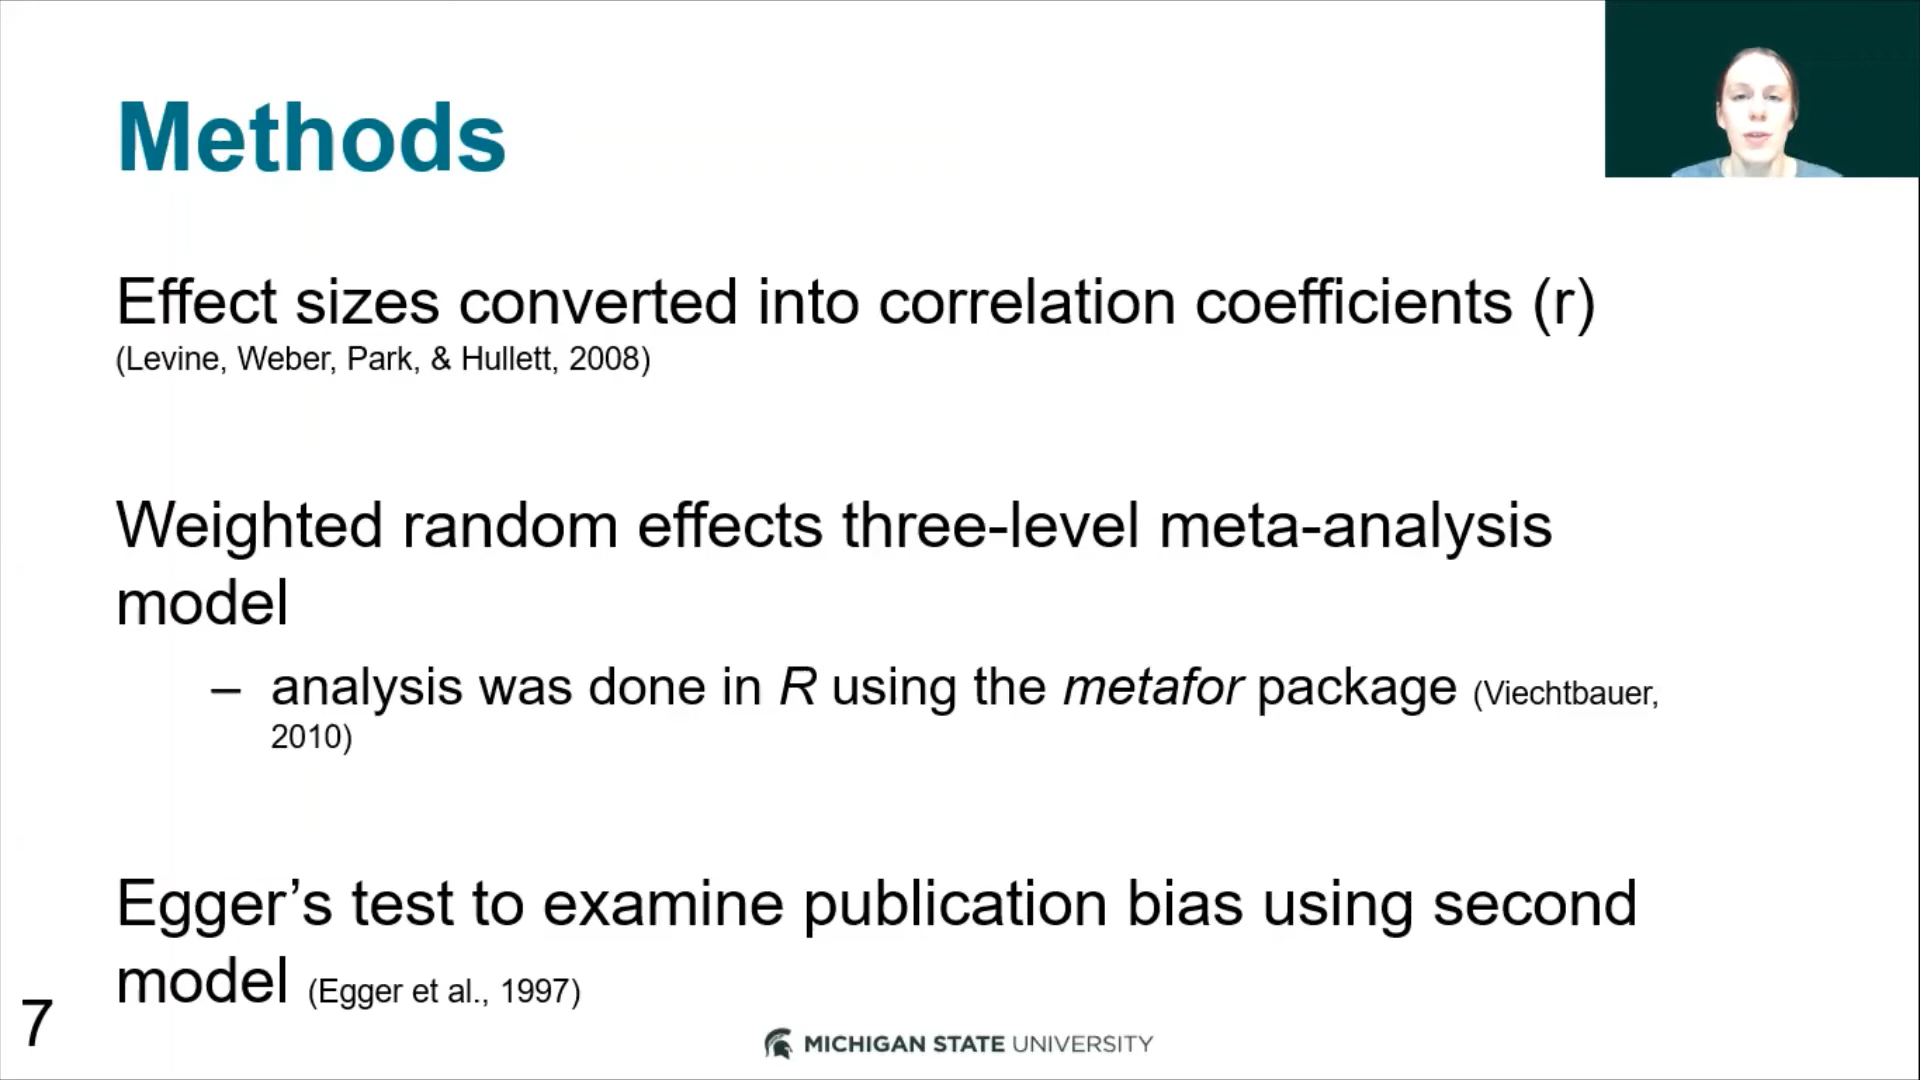 Methods
Effect sizes converted into correlation coefficients (r)
(Levine, Weber, Park, & Hullett, 2008)
Weighted random effects three-level meta-analysis
model
– analysis was done in R using the metafor package (Viechtbauer,
2010)
Egger’s test to examine publication bias using second
model (Egger et al., 1997)
7
MICHIGAN STATE UNIVERSITY